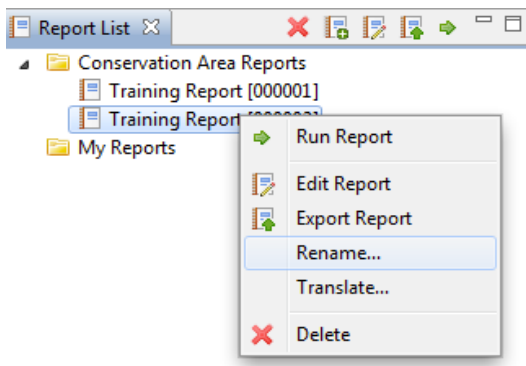 Report List
Conservation Area Reports
Training Report [000001]
Training Report
My Reports
Run Report
Edit Report
Export Report
Rename...
Translate...
Delete